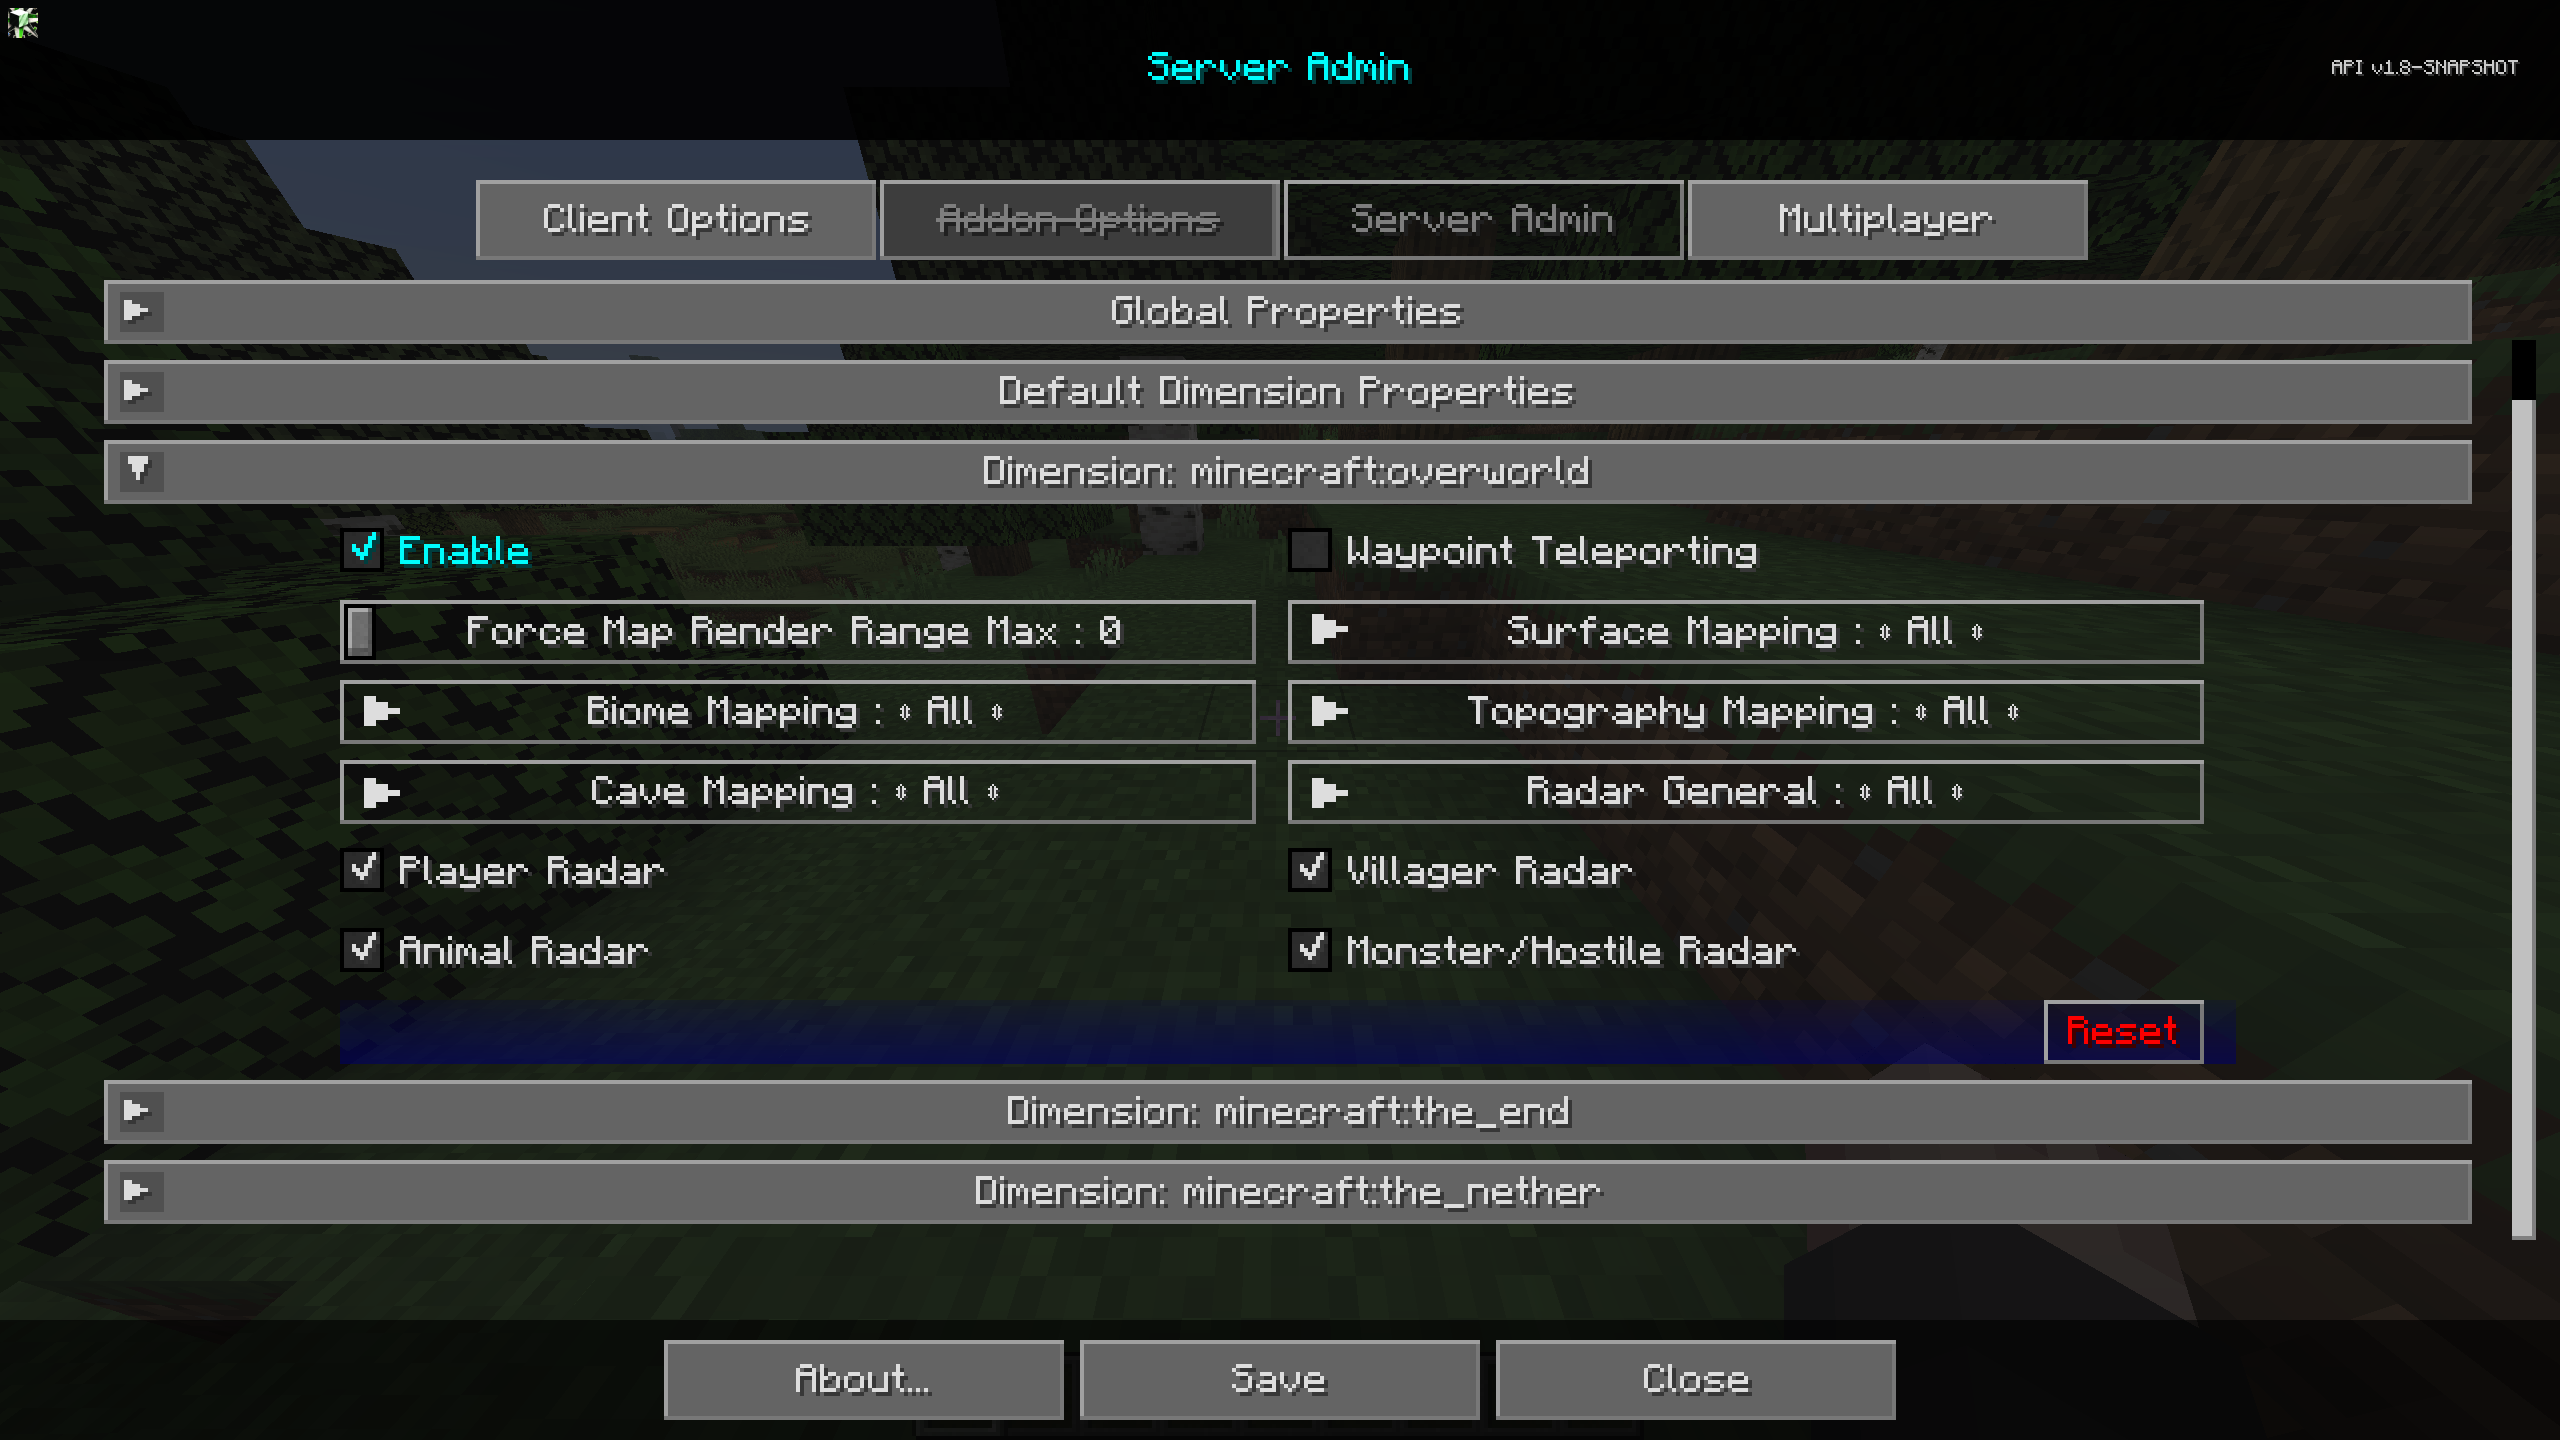 Server Admin
API v1.8-SNAPSHOT
Client Options
Addon Options
Server Admin
Multiplayer
Global Properties
Default Dimension Properties
Dimension: minecraft:overworld
Enable
Waypoint Teleporting
Force Map Render Range Max : 0
Surface Mapping : ⇕ All ⇕
Biome Mapping : ⇕ All ⇕
Topography Mapping : ⇕ All ⇕
Cave Mapping : ⇕ All ⇕
Radar General : ⇕ All ⇕
Player Radar
Villager Radar
Animal Radar
Monster/Hostile Radar
Reset
Dimension: minecraft:the_end
Dimension: minecraft:the_nether
About...
Save
Close